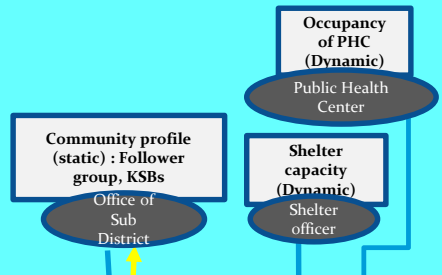 Occupancy
of PHC
(Dynamic)
Public Health
Center
Community profile
(static) : Follower
group, KSBs
Office of
Sub
District
Shelter
capacity
(Dynamic)
Shelter
officer